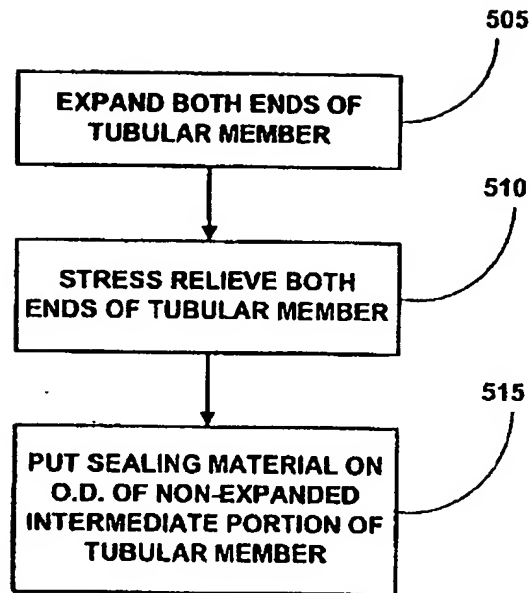 505
EXPAND BOTH ENDS OF
TUBULAR MEMBER
510
STRESS RELIEVE BOTH
ENDS OF TUBULAR MEMBER
515
PUT SEALING MATERIAL ON
O.D. OF NON-EXPANDED
INTERMEDIATE PORTION OF
TUBULAR MEMBER